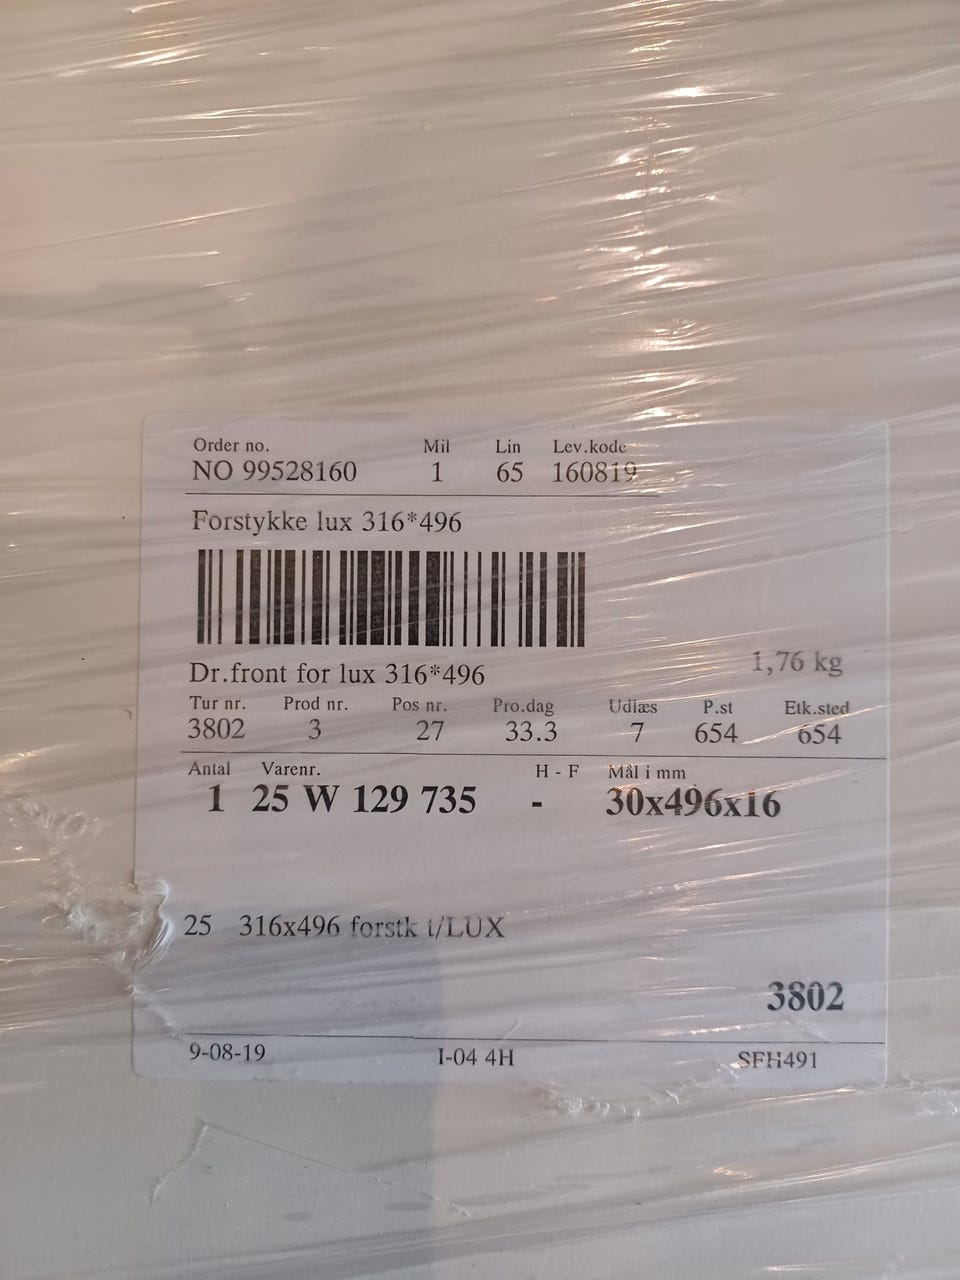 Order no. Mil Lin Lev.kode
NO 99528160 1 65 160819
Forstykke lux 316*496
Dr.front for lux 316*496 1,76 kg
Tur nr. Prod nr. Pos nr. Pro.dag Udlæs P.st Etk.sted
3802 3 27 33.3 7 654 654
Antal Varenr. H - F Mål i mm
1 25 W 129 735 - 30x496x16
25 316x496 forstk t/LUX
3802
9-08-19 I-04 4H SFH491